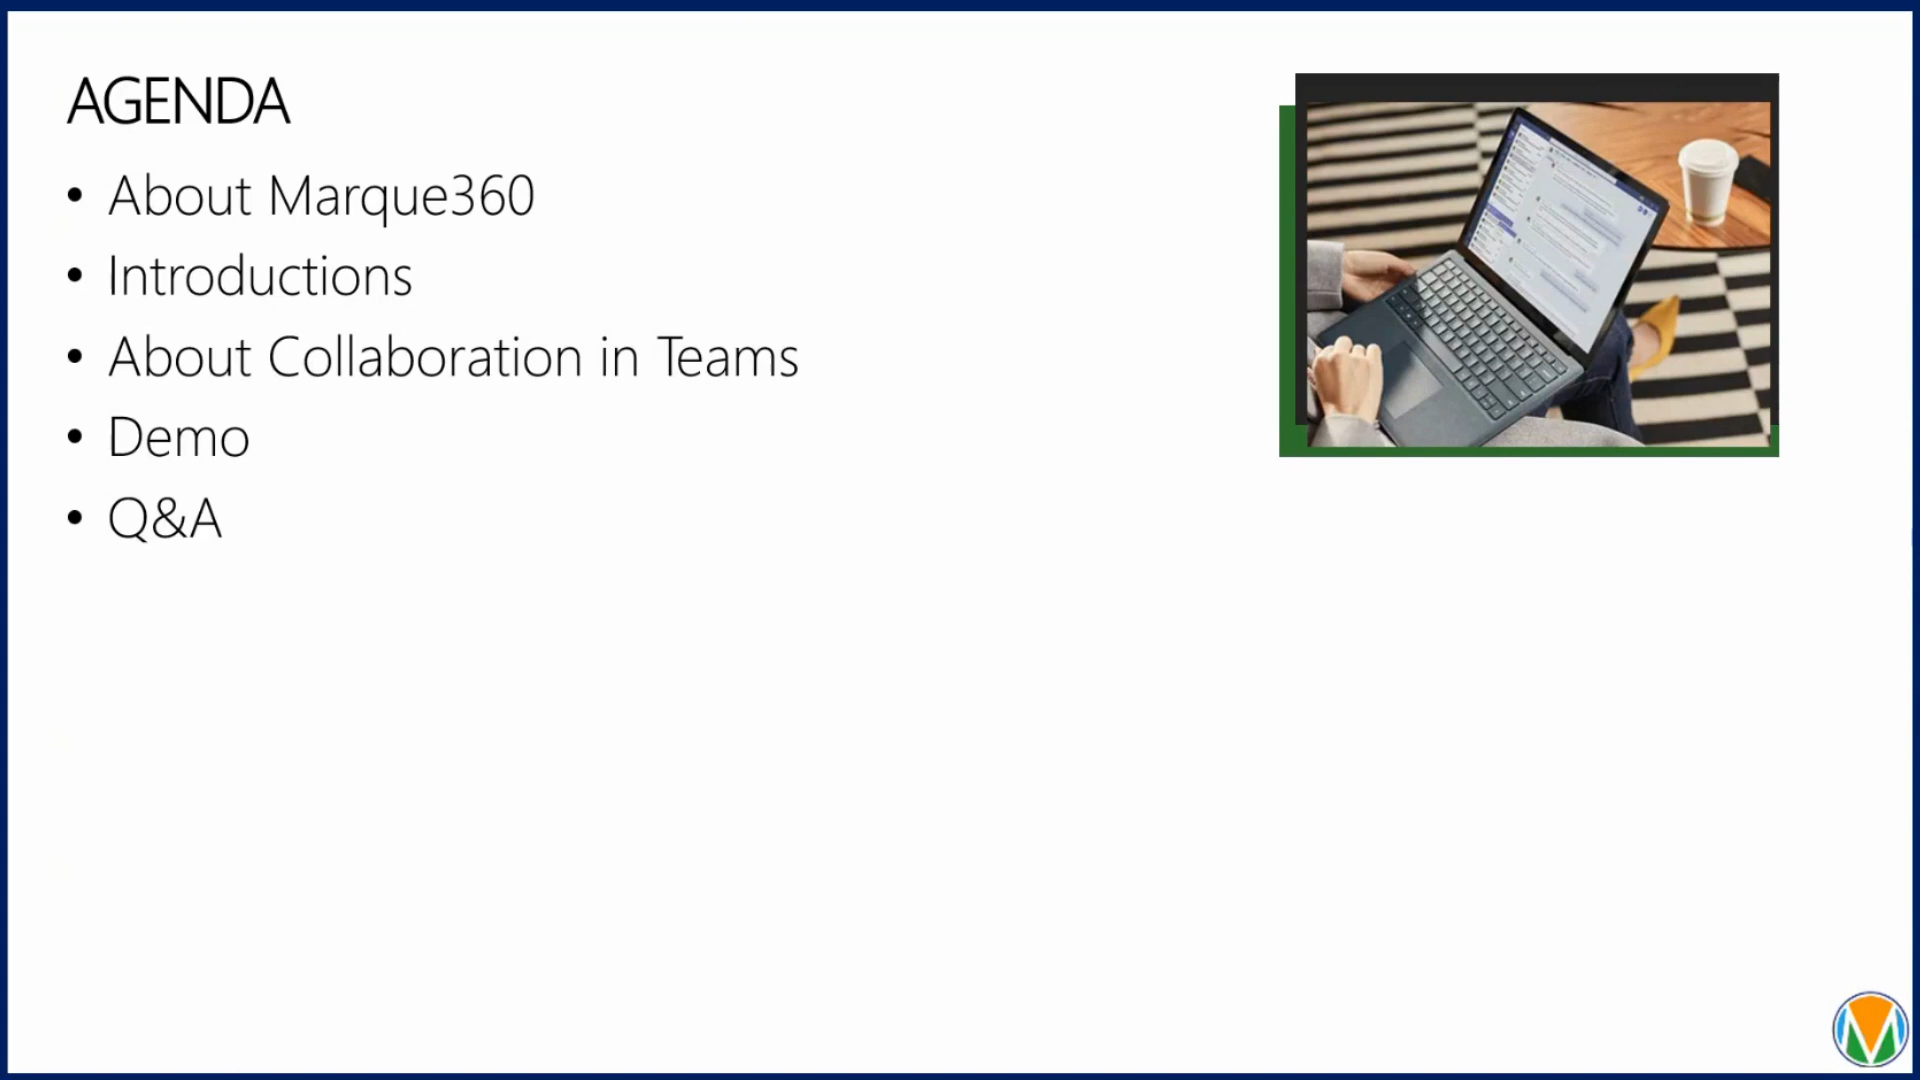 AGENDA
• About Marque360
• Introductions
• About Collaboration in Teams
• Demo
• Q&A